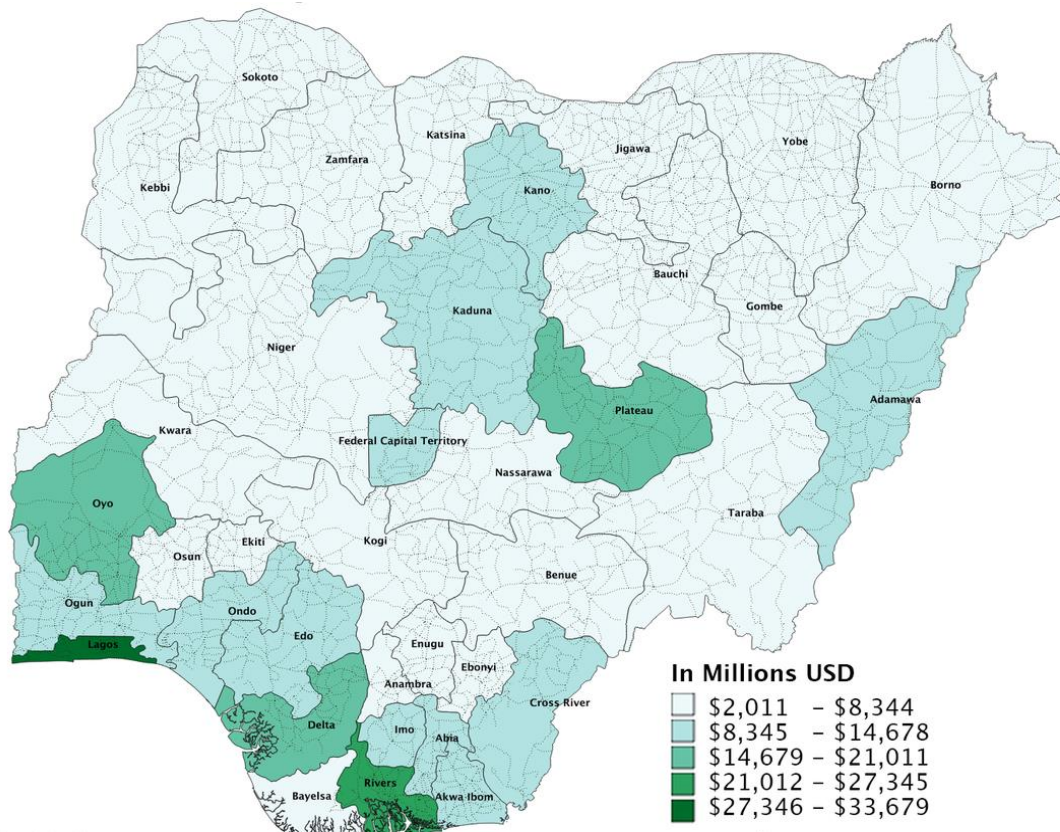 Sokoto
Katsina
Jigawa
Yobe
Zamfara
Kebbi
Kano
Borno
Bauchi
Gombe
Kaduna
Niger
Adamawa
Plateau
Kwara
Federal Capital Territory
Nassarawa
Oyo
Taraba
Kogi
Ekiti
Osun
Benue
Ogun
Ondo
Edo
Enugu
Lagos
Ebonyi
Anambra
Cross River
Delta
Imo
Abia
Rivers
Bayelsa
Akwa Ibom
In Millions USD
$2,011 – $8,344
$8,345 – $14,678
$14,679 – $21,011
$21,012 – $27,345
$27,346 – $33,679